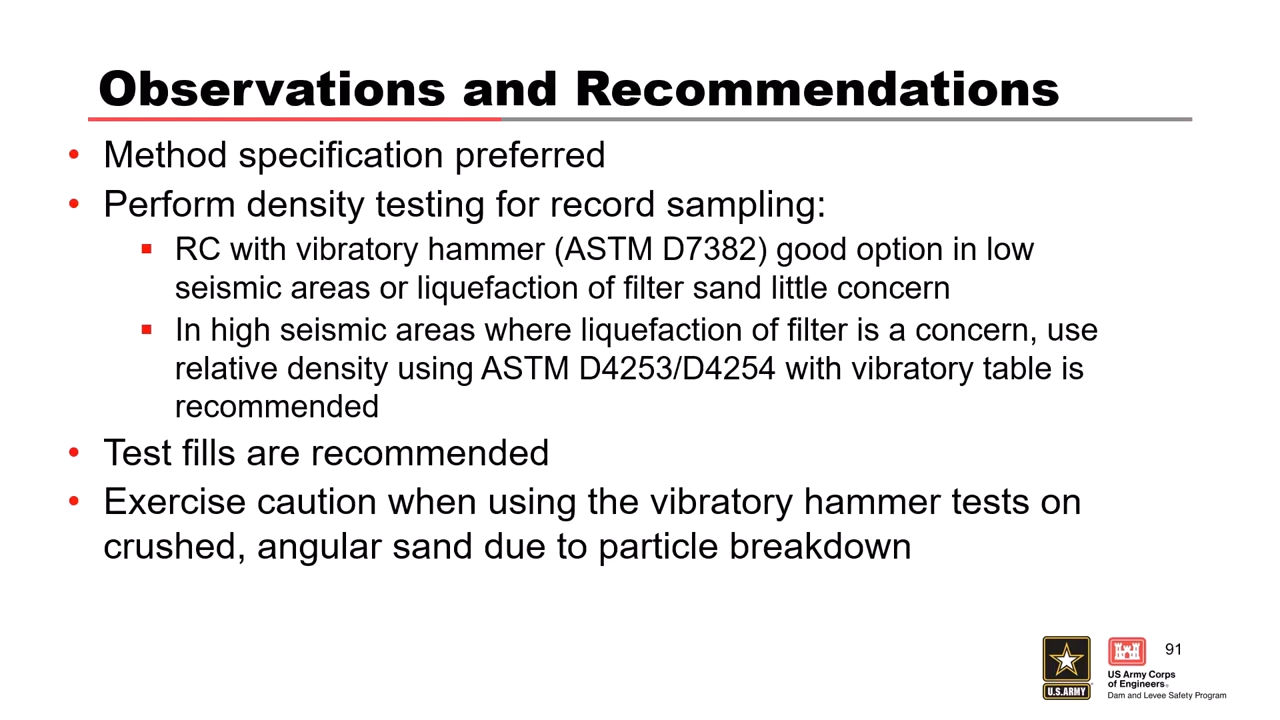 Observations and Recommendations
• Method specification preferred
• Perform density testing for record sampling:
▪ RC with vibratory hammer (ASTM D7382) good option in low
seismic areas or liquefaction of filter sand little concern
▪ In high seismic areas where liquefaction of filter is a concern, use
relative density using ASTM D4253/D4254 with vibratory table is
recommended
• Test fills are recommended
• Exercise caution when using the vibratory hammer tests on
crushed, angular sand due to particle breakdown
91
U.S.ARMY
US Army Corps
of Engineers®
Dam and Levee Safety Program